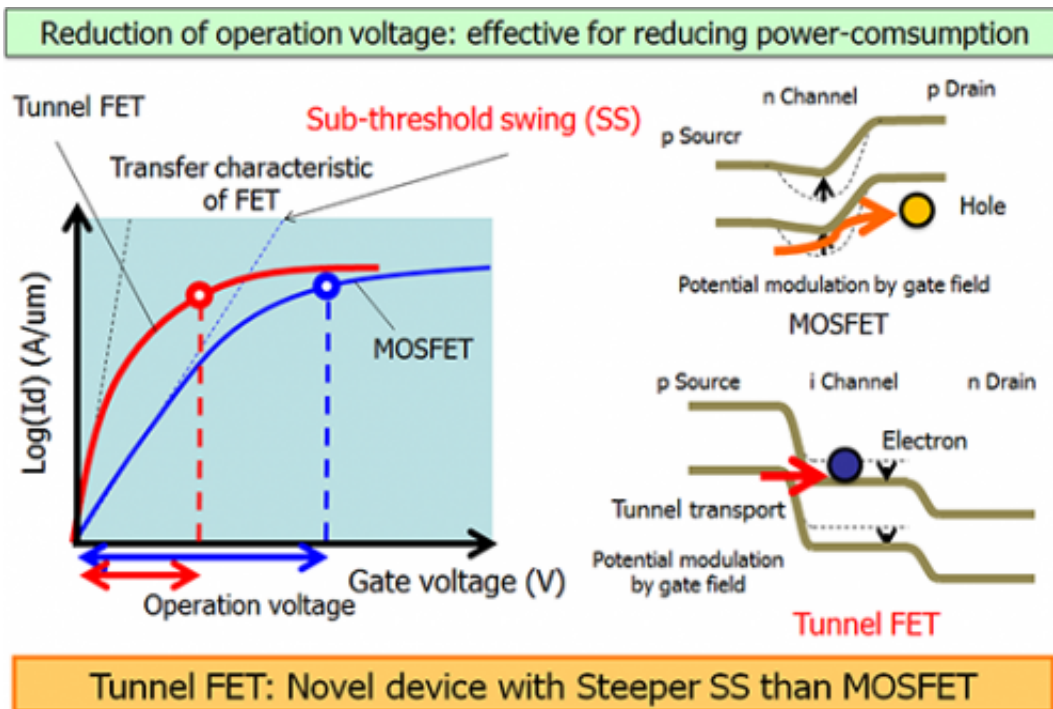 Reduction of operation voltage: effective for reducing power-comsumption
Tunnel FET
Sub-threshold swing (SS)
Transfer characteristic
of FET
MOSFET
Log(Id) (A/um)
Gate voltage (V)
Operation voltage
p Sourcr
n Channel
p Drain
Hole
Potential modulation by gate field
MOSFET
p Source
i Channel
n Drain
Electron
Tunnel transport
Potential modulation
by gate field
Tunnel FET
Tunnel FET: Novel device with Steeper SS than MOSFET